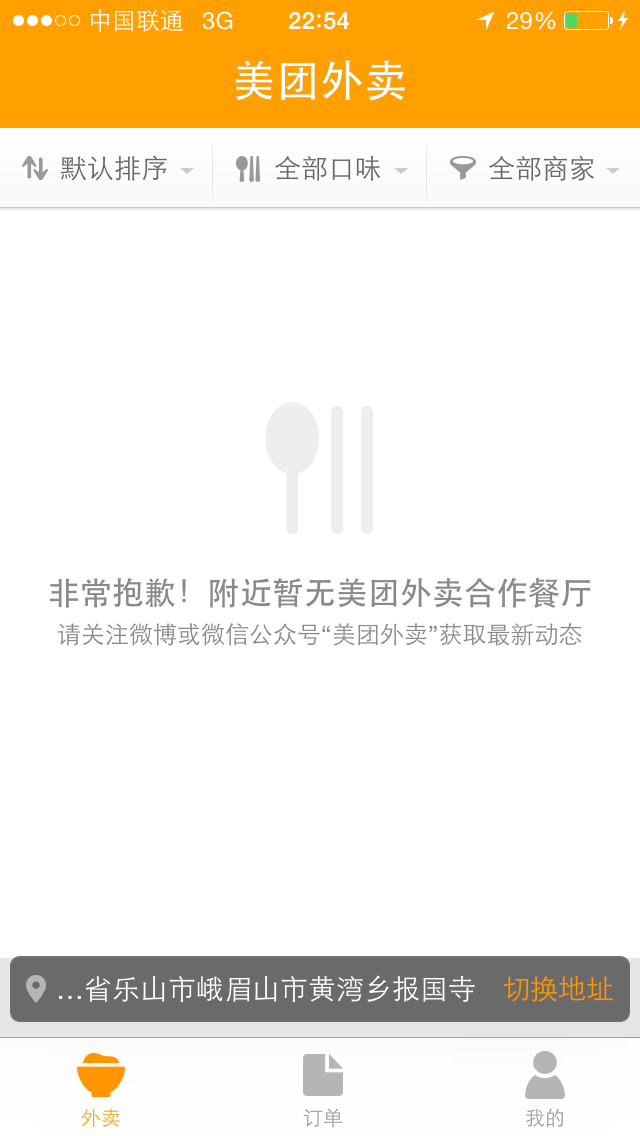 中国联通 3G 22:54 29%
美团外卖
默认排序 全部口味 全部商家
非常抱歉！附近暂无美团外卖合作餐厅
请关注微博或微信公众号“美团外卖”获取最新动态
...省乐山市峨眉山市黄湾乡报国寺 切换地址
外卖 订单 我的